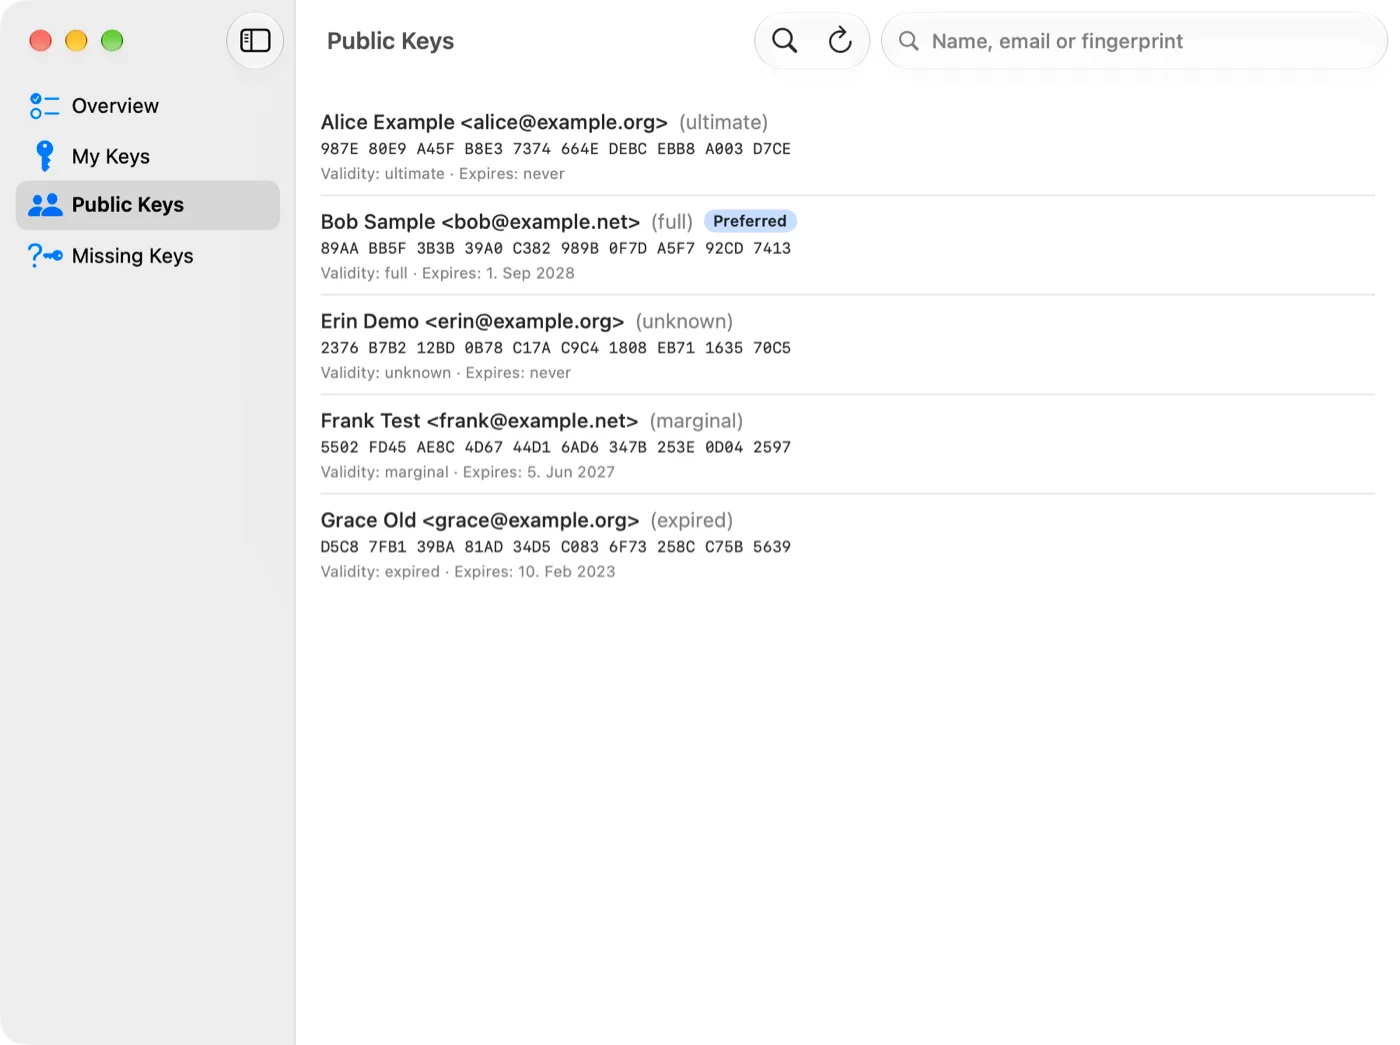 Overview
My Keys
Public Keys
Missing Keys
Public Keys
Name, email or fingerprint
Alice Example <alice@example.org> (ultimate)
987E 80E9 A45F B8E3 7374 664E DEBC EBB8 A003 D7CE
Validity: ultimate · Expires: never
Bob Sample <bob@example.net> (full) Preferred
89AA BB5F 3B3B 39A0 C382 989B 0F7D A5F7 92CD 7413
Validity: full · Expires: 1. Sep 2028
Erin Demo <erin@example.org> (unknown)
2376 B7B2 12BD 0B78 C17A C9C4 1808 EB71 1635 70C5
Validity: unknown · Expires: never
Frank Test <frank@example.net> (marginal)
5502 FD45 AE8C 4D67 44D1 6AD6 347B 253E 0D04 2597
Validity: marginal · Expires: 5. Jun 2027
Grace Old <grace@example.org> (expired)
D5C8 7FB1 39BA 81AD 34D5 C083 6F73 258C C75B 5639
Validity: expired · Expires: 10. Feb 2023